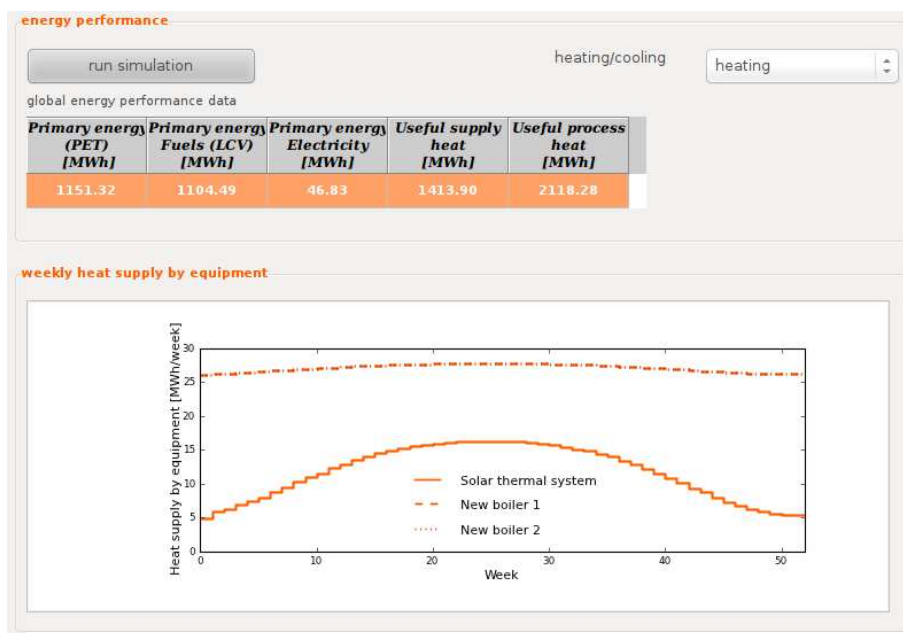 energy performance
run simulation
heating/cooling
heating
global energy performance data
Primary energy Primary energy Primary energy Useful supply Useful process
(PET) Fuels (LCV) Electricity heat heat
[MWh] [MWh] [MWh] [MWh] [MWh]
1151.32 1104.49 46.83 1413.90 2118.28
weekly heat supply by equipment
Heat supply by equipment [MWh/week]
30
25
20
15
10
5
0
Solar thermal system
New boiler 1
New boiler 2
0 10 20 30 40 50
Week